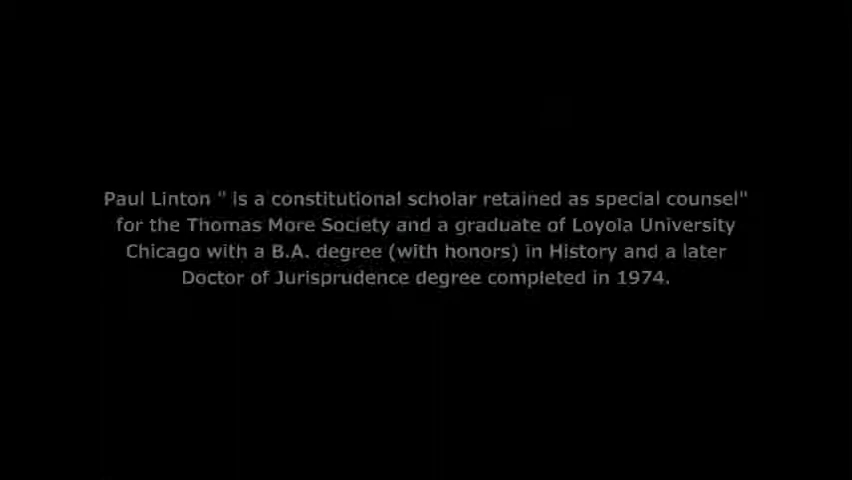 Paul Linton " is a constitutional scholar retained as special counsel"
for the Thomas More Society and a graduate of Loyola University
Chicago with a B.A. degree (with honors) in History and a later
Doctor of Jurisprudence degree completed in 1974.